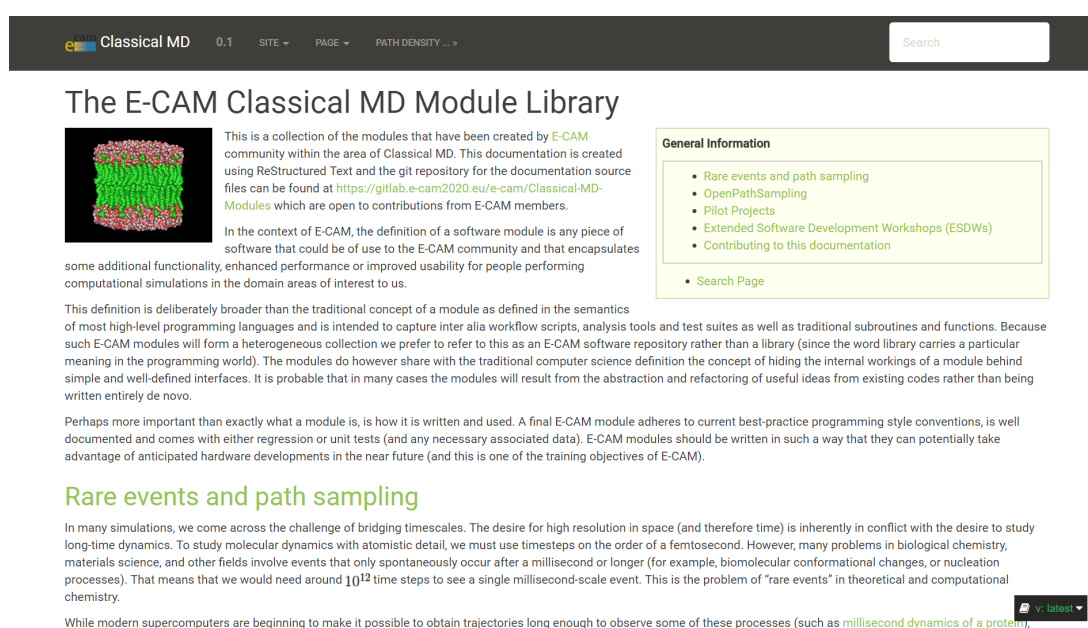 ecam Classical MD 0.1 SITE PAGE PATH DENSITY ... » Search
The E-CAM Classical MD Module Library
This is a collection of the modules that have been created by E-CAM
community within the area of Classical MD. This documentation is created
using ReStructured Text and the git repository for the documentation source
files can be found at https://gitlab.e-cam2020.eu/e-cam/Classical-MD-
Modules which are open to contributions from E-CAM members.
In the context of E-CAM, the definition of a software module is any piece of
software that could be of use to the E-CAM community and that encapsulates
some additional functionality, enhanced performance or improved usability for people performing
computational simulations in the domain areas of interest to us.
General Information
• Rare events and path sampling
• OpenPathSampling
• Pilot Projects
• Extended Software Development Workshops (ESDWs)
• Contributing to this documentation
• Search Page
This definition is deliberately broader than the traditional concept of a module as defined in the semantics
of most high-level programming languages and is intended to capture inter alia workflow scripts, analysis tools and test suites as well as traditional subroutines and functions. Because
such E-CAM modules will form a heterogeneous collection we prefer to refer to this as an E-CAM software repository rather than a library (since the word library carries a particular
meaning in the programming world). The modules do however share with the traditional computer science definition the concept of hiding the internal workings of a module behind
simple and well-defined interfaces. It is probable that in many cases the modules will result from the abstraction and refactoring of useful ideas from existing codes rather than being
written entirely de novo.
Perhaps more important than exactly what a module is, is how it is written and used. A final E-CAM module adheres to current best-practice programming style conventions, is well
documented and comes with either regression or unit tests (and any necessary associated data). E-CAM modules should be written in such a way that they can potentially take
advantage of anticipated hardware developments in the near future (and this is one of the training objectives of E-CAM).
Rare events and path sampling
In many simulations, we come across the challenge of bridging timescales. The desire for high resolution in space (and therefore time) is inherently in conflict with the desire to study
long-time dynamics. To study molecular dynamics with atomistic detail, we must use timesteps on the order of a femtosecond. However, many problems in biological chemistry,
materials science, and other fields involve events that only spontaneously occur after a millisecond or longer (for example, biomolecular conformational changes, or nucleation
processes). That means that we would need around 10¹² time steps to see a single millisecond-scale event. This is the problem of “rare events” in theoretical and computational
chemistry.
While modern supercomputers are beginning to make it possible to obtain trajectories long enough to observe some of these processes (such as millisecond dynamics of a protein),
v: latest